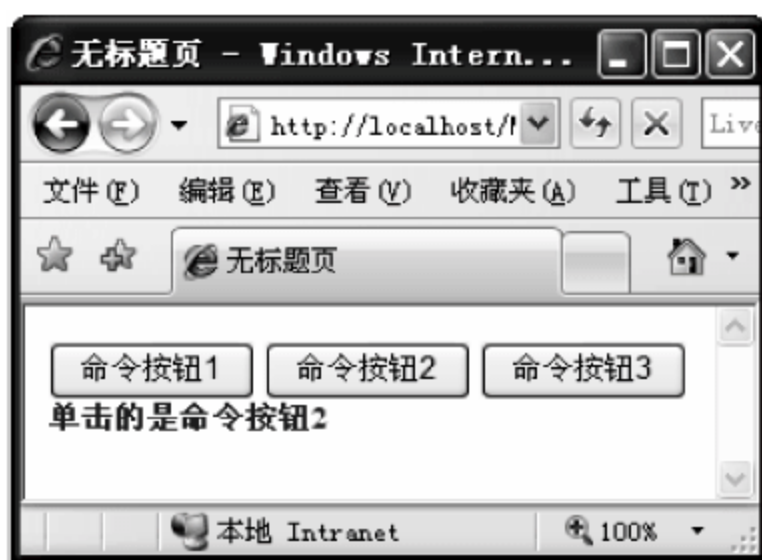 无标题页 - Windows Intern...
http://localhost/
Live
文件(F) 编辑(E) 查看(V) 收藏夹(A) 工具(T) »
无标题页
命令按钮1 命令按钮2 命令按钮3
单击的是命令按钮2
本地 Intranet 100%